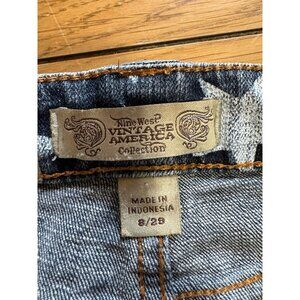 Nine West
VINTAGE
AMERICA
Collection
MADE IN
INDONESIA
8/29